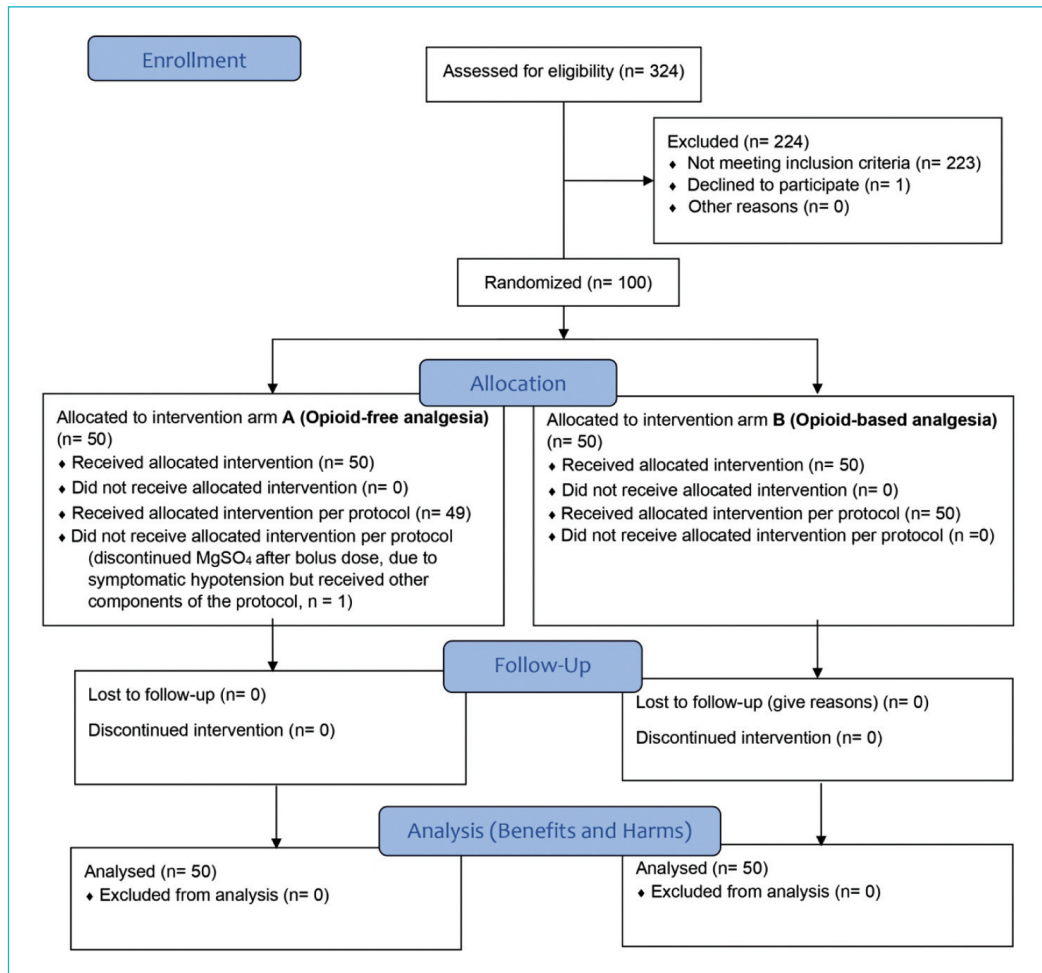 Enrollment
Assessed for eligibility (n= 324)
Excluded (n= 224)
♦ Not meeting inclusion criteria (n= 223)
♦ Declined to participate (n= 1)
♦ Other reasons (n= 0)
Randomized (n= 100)
Allocation
Allocated to intervention arm A (Opioid-free analgesia)
(n= 50)
♦ Received allocated intervention (n= 50)
♦ Did not receive allocated intervention (n= 0)
♦ Received allocated intervention per protocol (n= 49)
♦ Did not receive allocated intervention per protocol
(discontinued MgSO₄ after bolus dose, due to
symptomatic hypotension but received other
components of the protocol, n = 1)
Allocated to intervention arm B (Opioid-based analgesia)
(n= 50)
♦ Received allocated intervention (n= 50)
♦ Did not receive allocated intervention (n= 0)
♦ Received allocated intervention per protocol (n= 50)
♦ Did not receive allocated intervention per protocol (n =0)
Follow-Up
Lost to follow-up (n= 0)
Discontinued intervention (n= 0)
Lost to follow-up (give reasons) (n= 0)
Discontinued intervention (n= 0)
Analysis (Benefits and Harms)
Analysed (n= 50)
♦ Excluded from analysis (n= 0)
Analysed (n= 50)
♦ Excluded from analysis (n= 0)